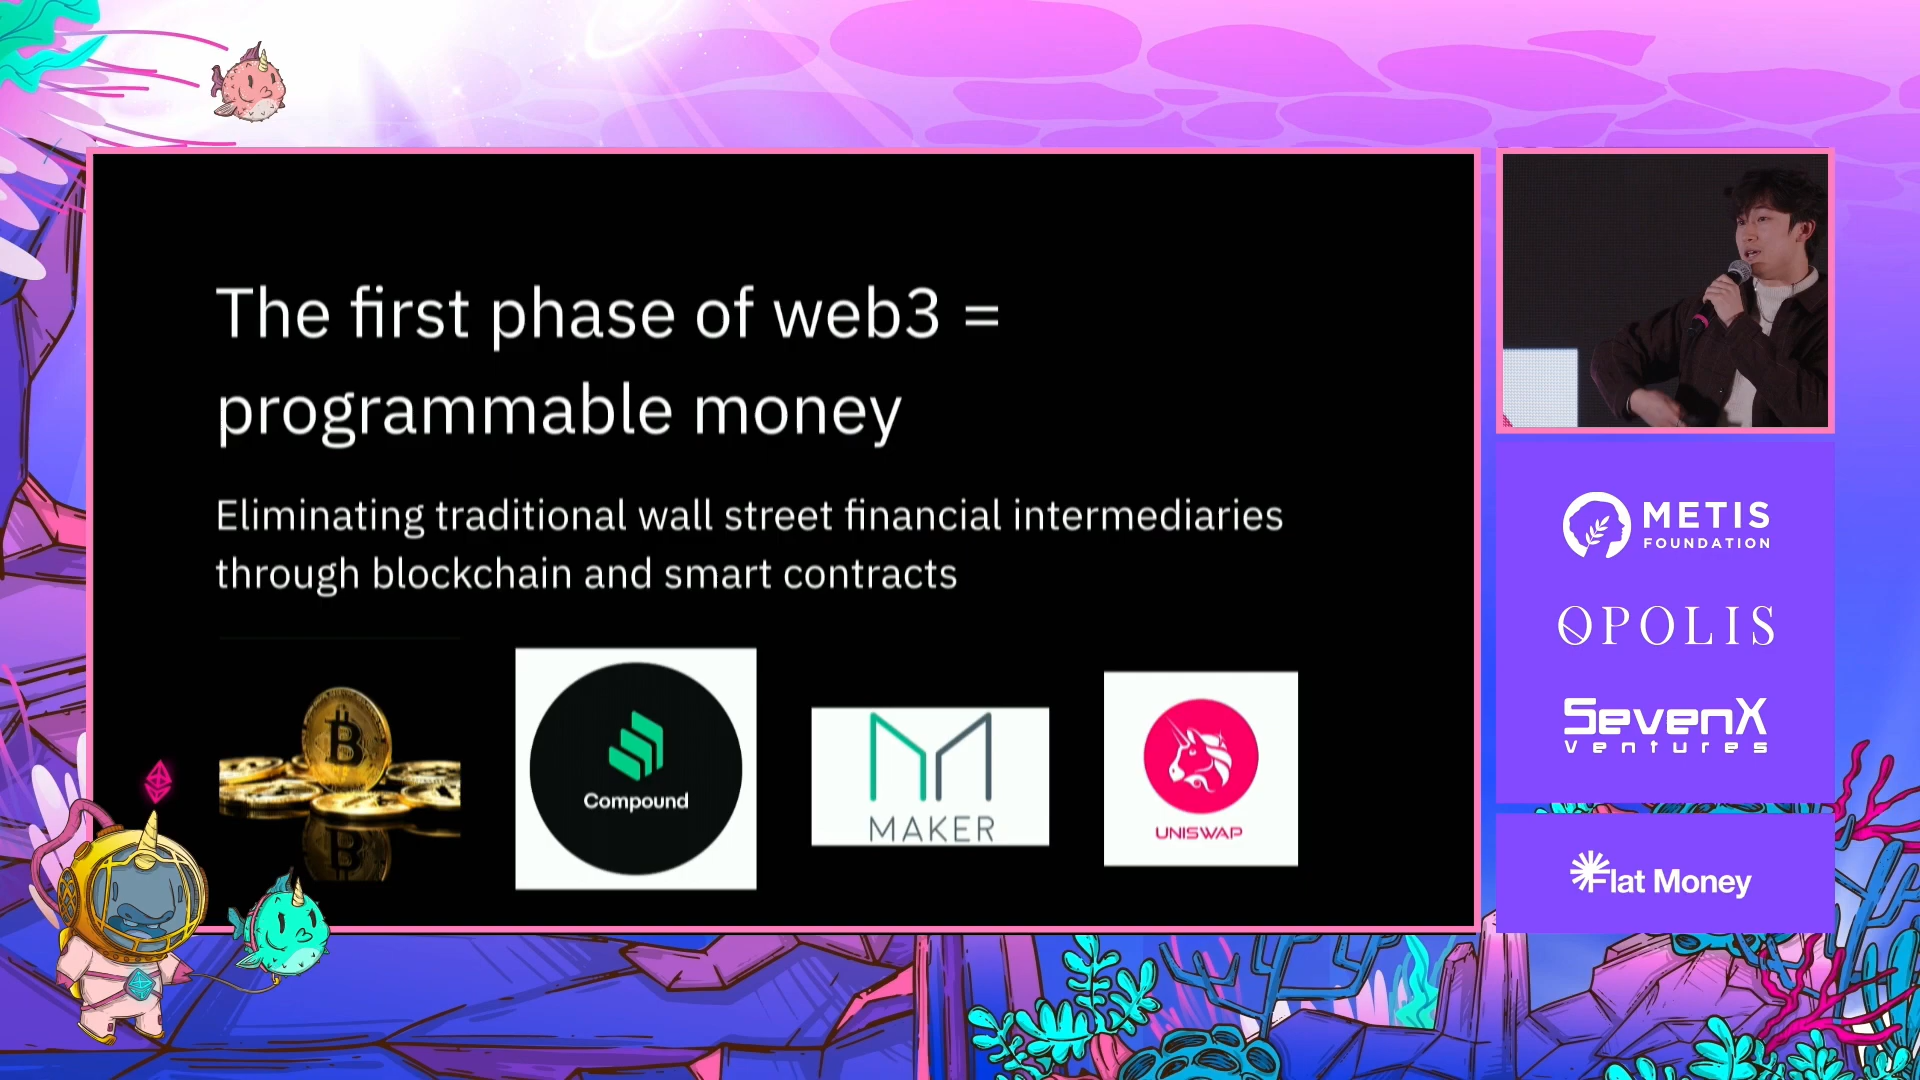 The first phase of web3 =
programmable money
Eliminating traditional wall street financial intermediaries
through blockchain and smart contracts
Compound
MAKER
UNISWAP
METIS
FOUNDATION
OPOLIS
SevenX
Ventures
Flat Money